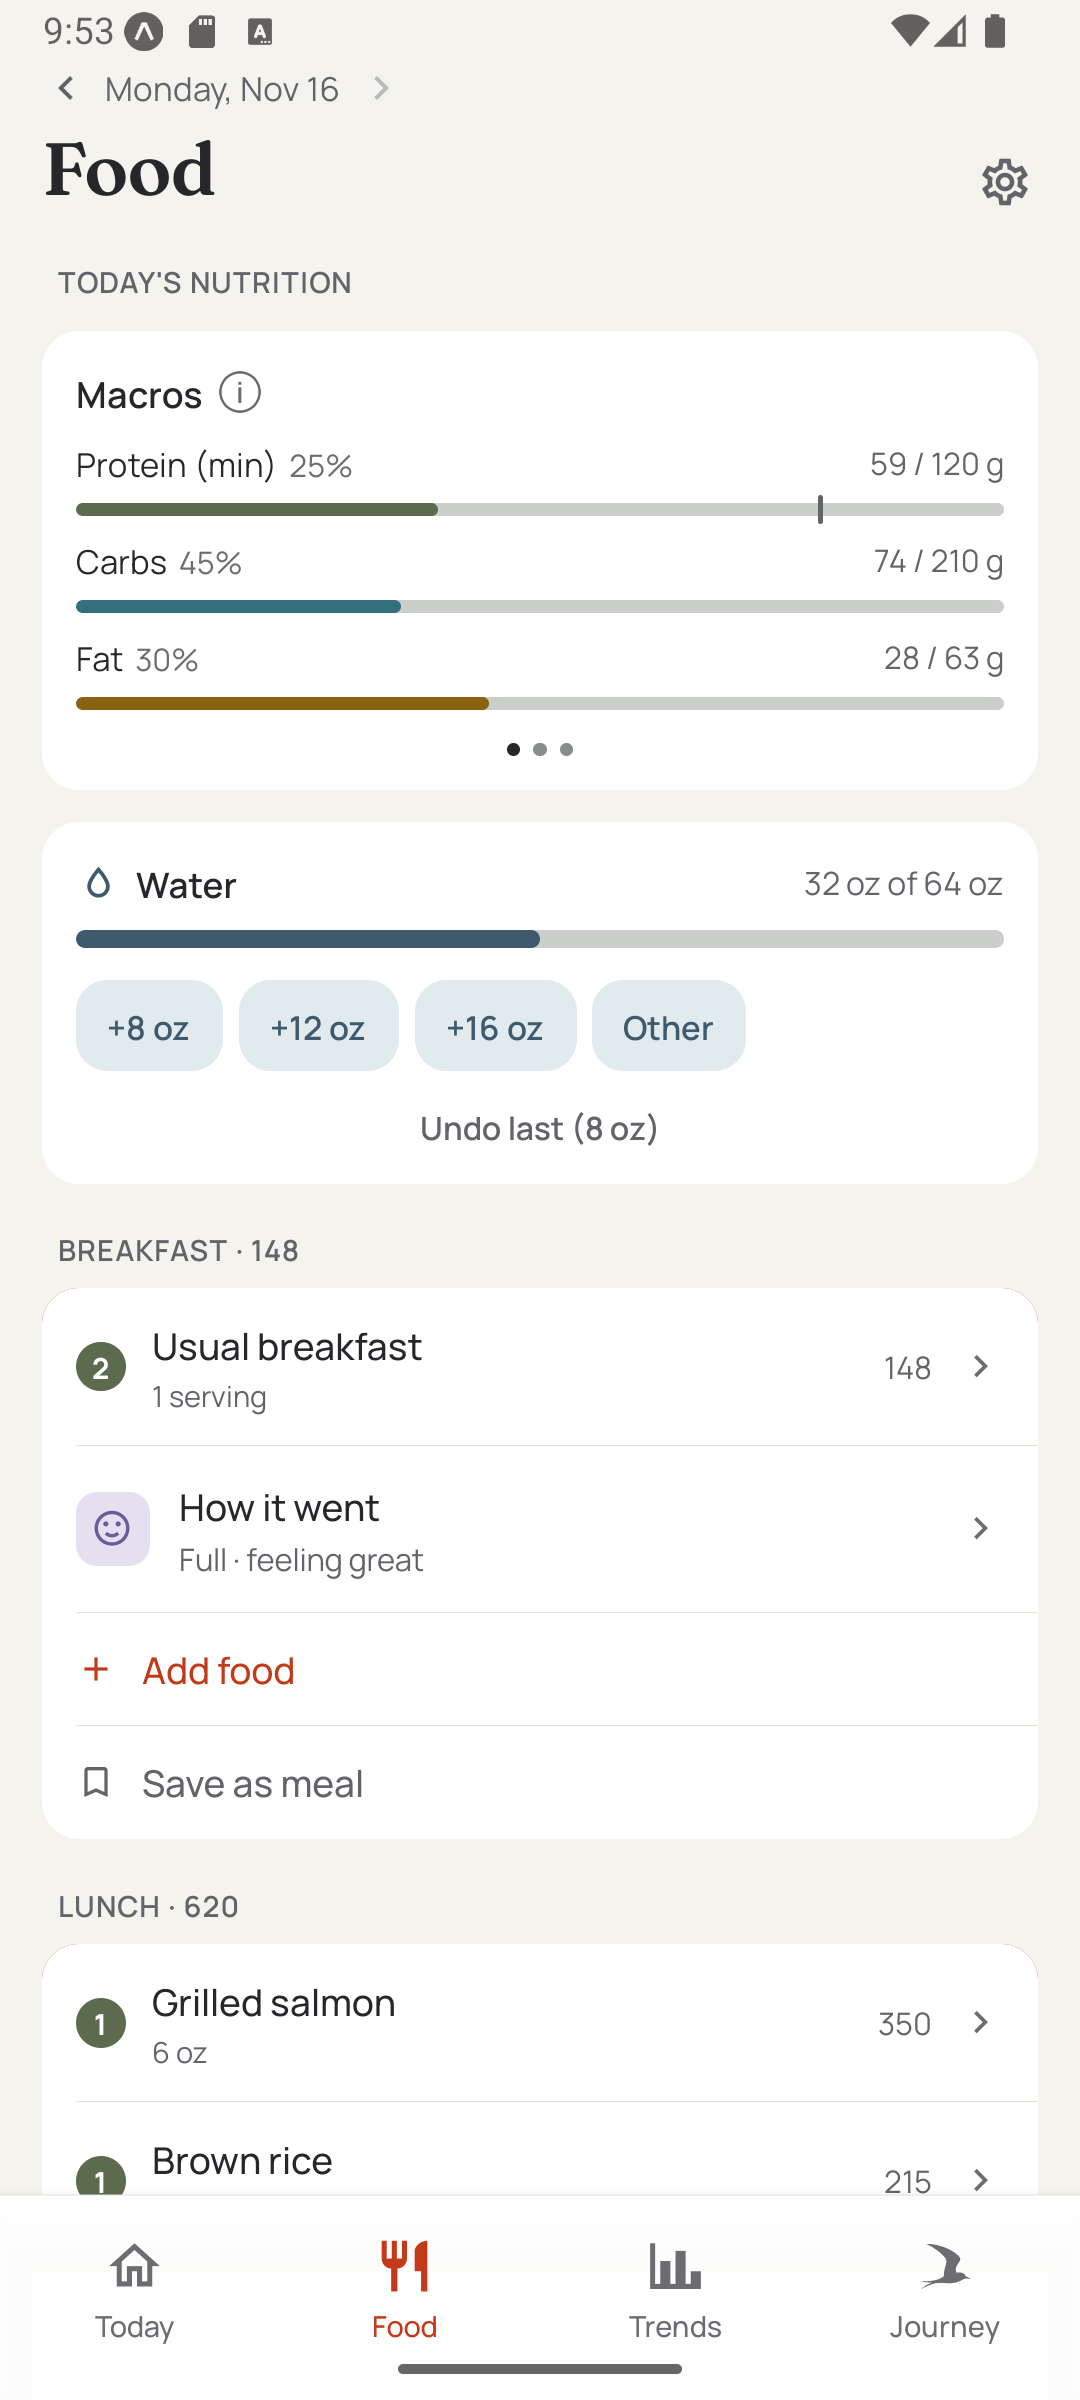 9:53
Monday, Nov 16
Food
TODAY'S NUTRITION
Macros
Protein (min) 25% 59 / 120 g
Carbs 45% 74 / 210 g
Fat 30% 28 / 63 g
Water 32 oz of 64 oz
+8 oz +12 oz +16 oz Other
Undo last (8 oz)
BREAKFAST · 148
2 Usual breakfast 148
1 serving
How it went
Full · feeling great
+ Add food
Save as meal
LUNCH · 620
1 Grilled salmon 350
6 oz
1 Brown rice 215
Today Food Trends Journey